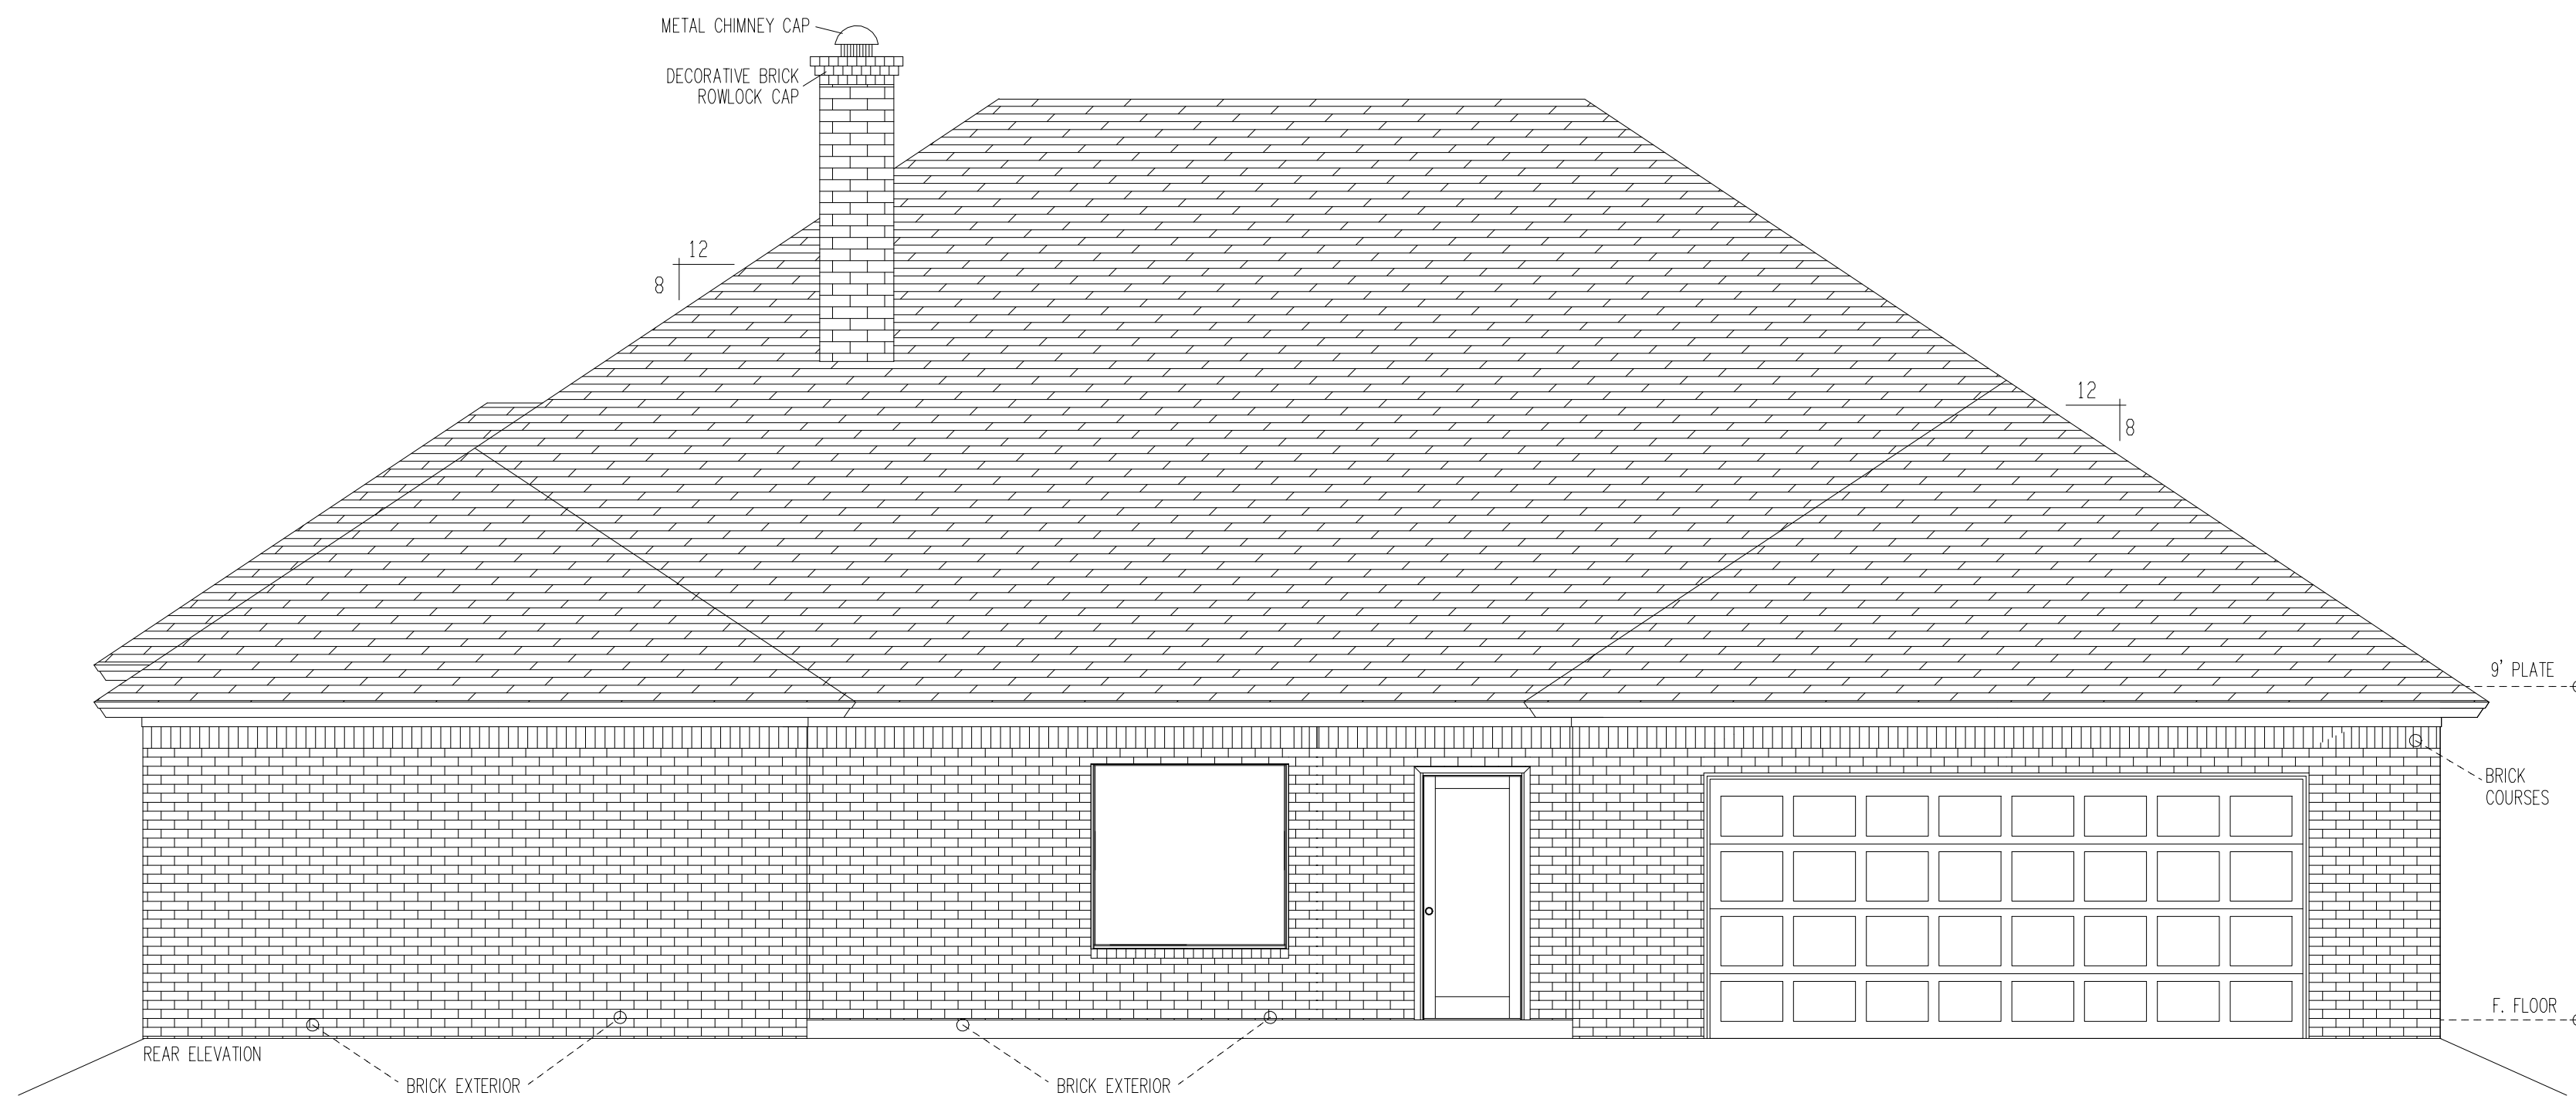 METAL CHIMNEY CAP
DECORATIVE BRICK
ROWLOCK CAP
12
8
12
8
9' PLATE
BRICK
COURSES
F. FLOOR
REAR ELEVATION
BRICK EXTERIOR
BRICK EXTERIOR